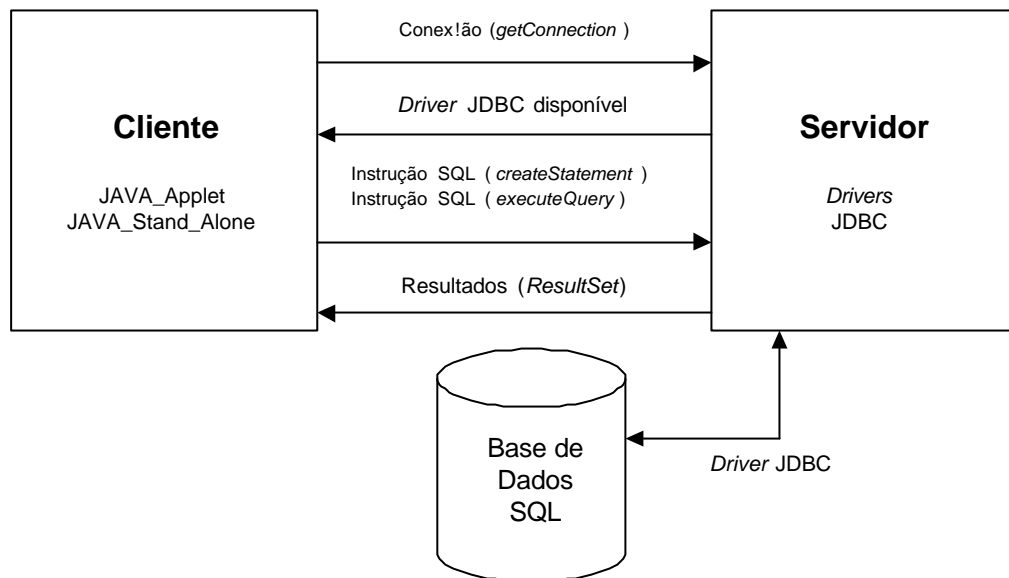 Conex!ão (getConnection )
Driver JDBC disponível
Cliente
Servidor
Instrução SQL ( createStatement )
Instrução SQL ( executeQuery )
JAVA_Applet
JAVA_Stand_Alone
Drivers
JDBC
Resultados (ResultSet)
Base de
Dados
SQL
Driver JDBC